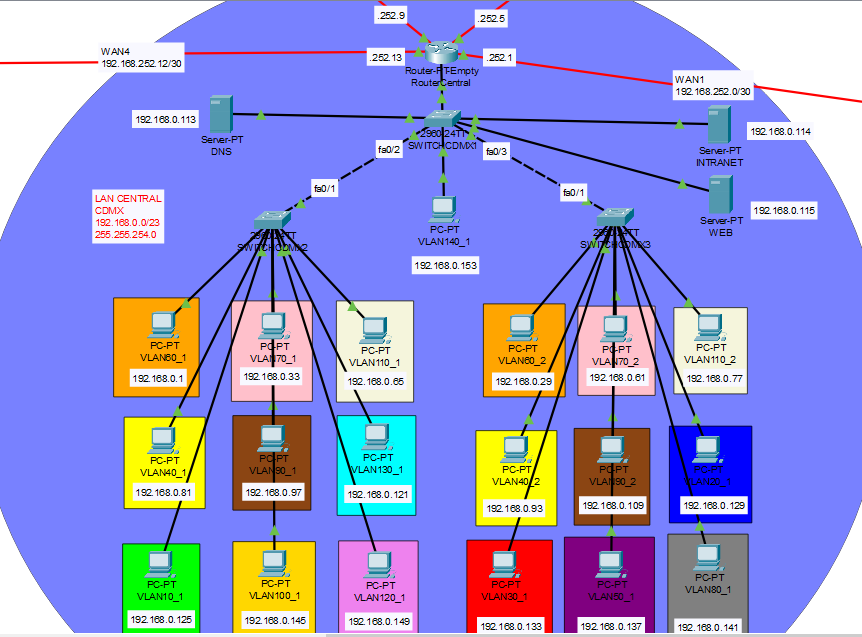 .252.9
.252.5
WAN4
192.168.252.12/30
.252.13
.252.1
Router-PT-Empty
RouterCentral
WAN1
192.168.252.0/30
192.168.0.113
Server-PT
DNS
2960-24TT
SWITCHCDMX1
Server-PT
INTRANET
192.168.0.114
fa0/2
fa0/3
fa0/1
fa0/1
Server-PT
WEB
192.168.0.115
LAN CENTRAL
CDMX
192.168.0.0/23
255.255.254.0
2960-24TT
SWITCHCDMX2
PC-PT
VLAN140_1
192.168.0.153
2960-24TT
SWITCHCDMX3
PC-PT
VLAN60_1
192.168.0.1
PC-PT
VLAN70_1
192.168.0.33
PC-PT
VLAN110_1
192.168.0.65
PC-PT
VLAN60_2
192.168.0.29
PC-PT
VLAN70_2
192.168.0.61
PC-PT
VLAN110_2
192.168.0.77
PC-PT
VLAN40_1
192.168.0.81
PC-PT
VLAN90_1
192.168.0.97
PC-PT
VLAN130_1
192.168.0.121
PC-PT
VLAN40_2
192.168.0.93
PC-PT
VLAN90_2
192.168.0.109
PC-PT
VLAN20_1
192.168.0.129
PC-PT
VLAN10_1
192.168.0.125
PC-PT
VLAN100_1
192.168.0.145
PC-PT
VLAN120_1
192.168.0.149
PC-PT
VLAN30_1
192.168.0.133
PC-PT
VLAN50_1
192.168.0.137
PC-PT
VLAN80_1
192.168.0.141